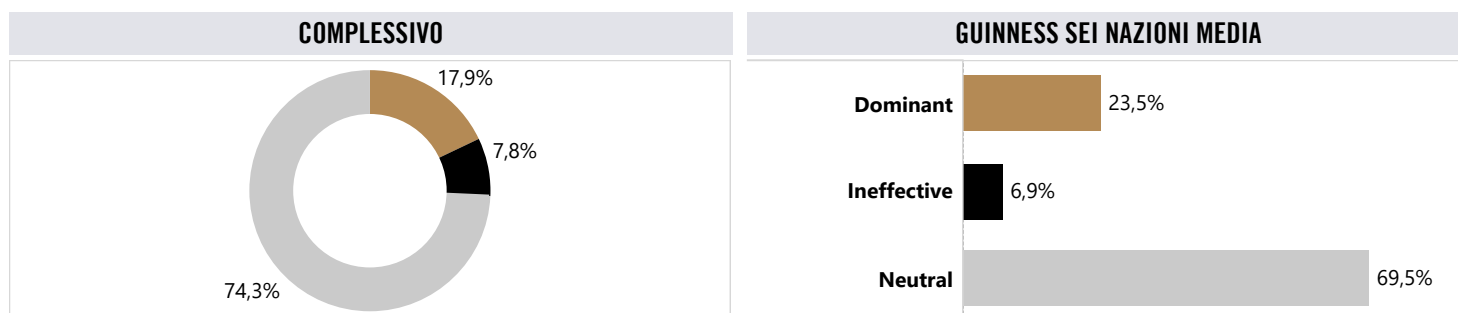 COMPLESSIVO
17,9%
7,8%
74,3%
GUINNESS SEI NAZIONI MEDIA
Dominant
23,5%
Ineffective
6,9%
Neutral
69,5%